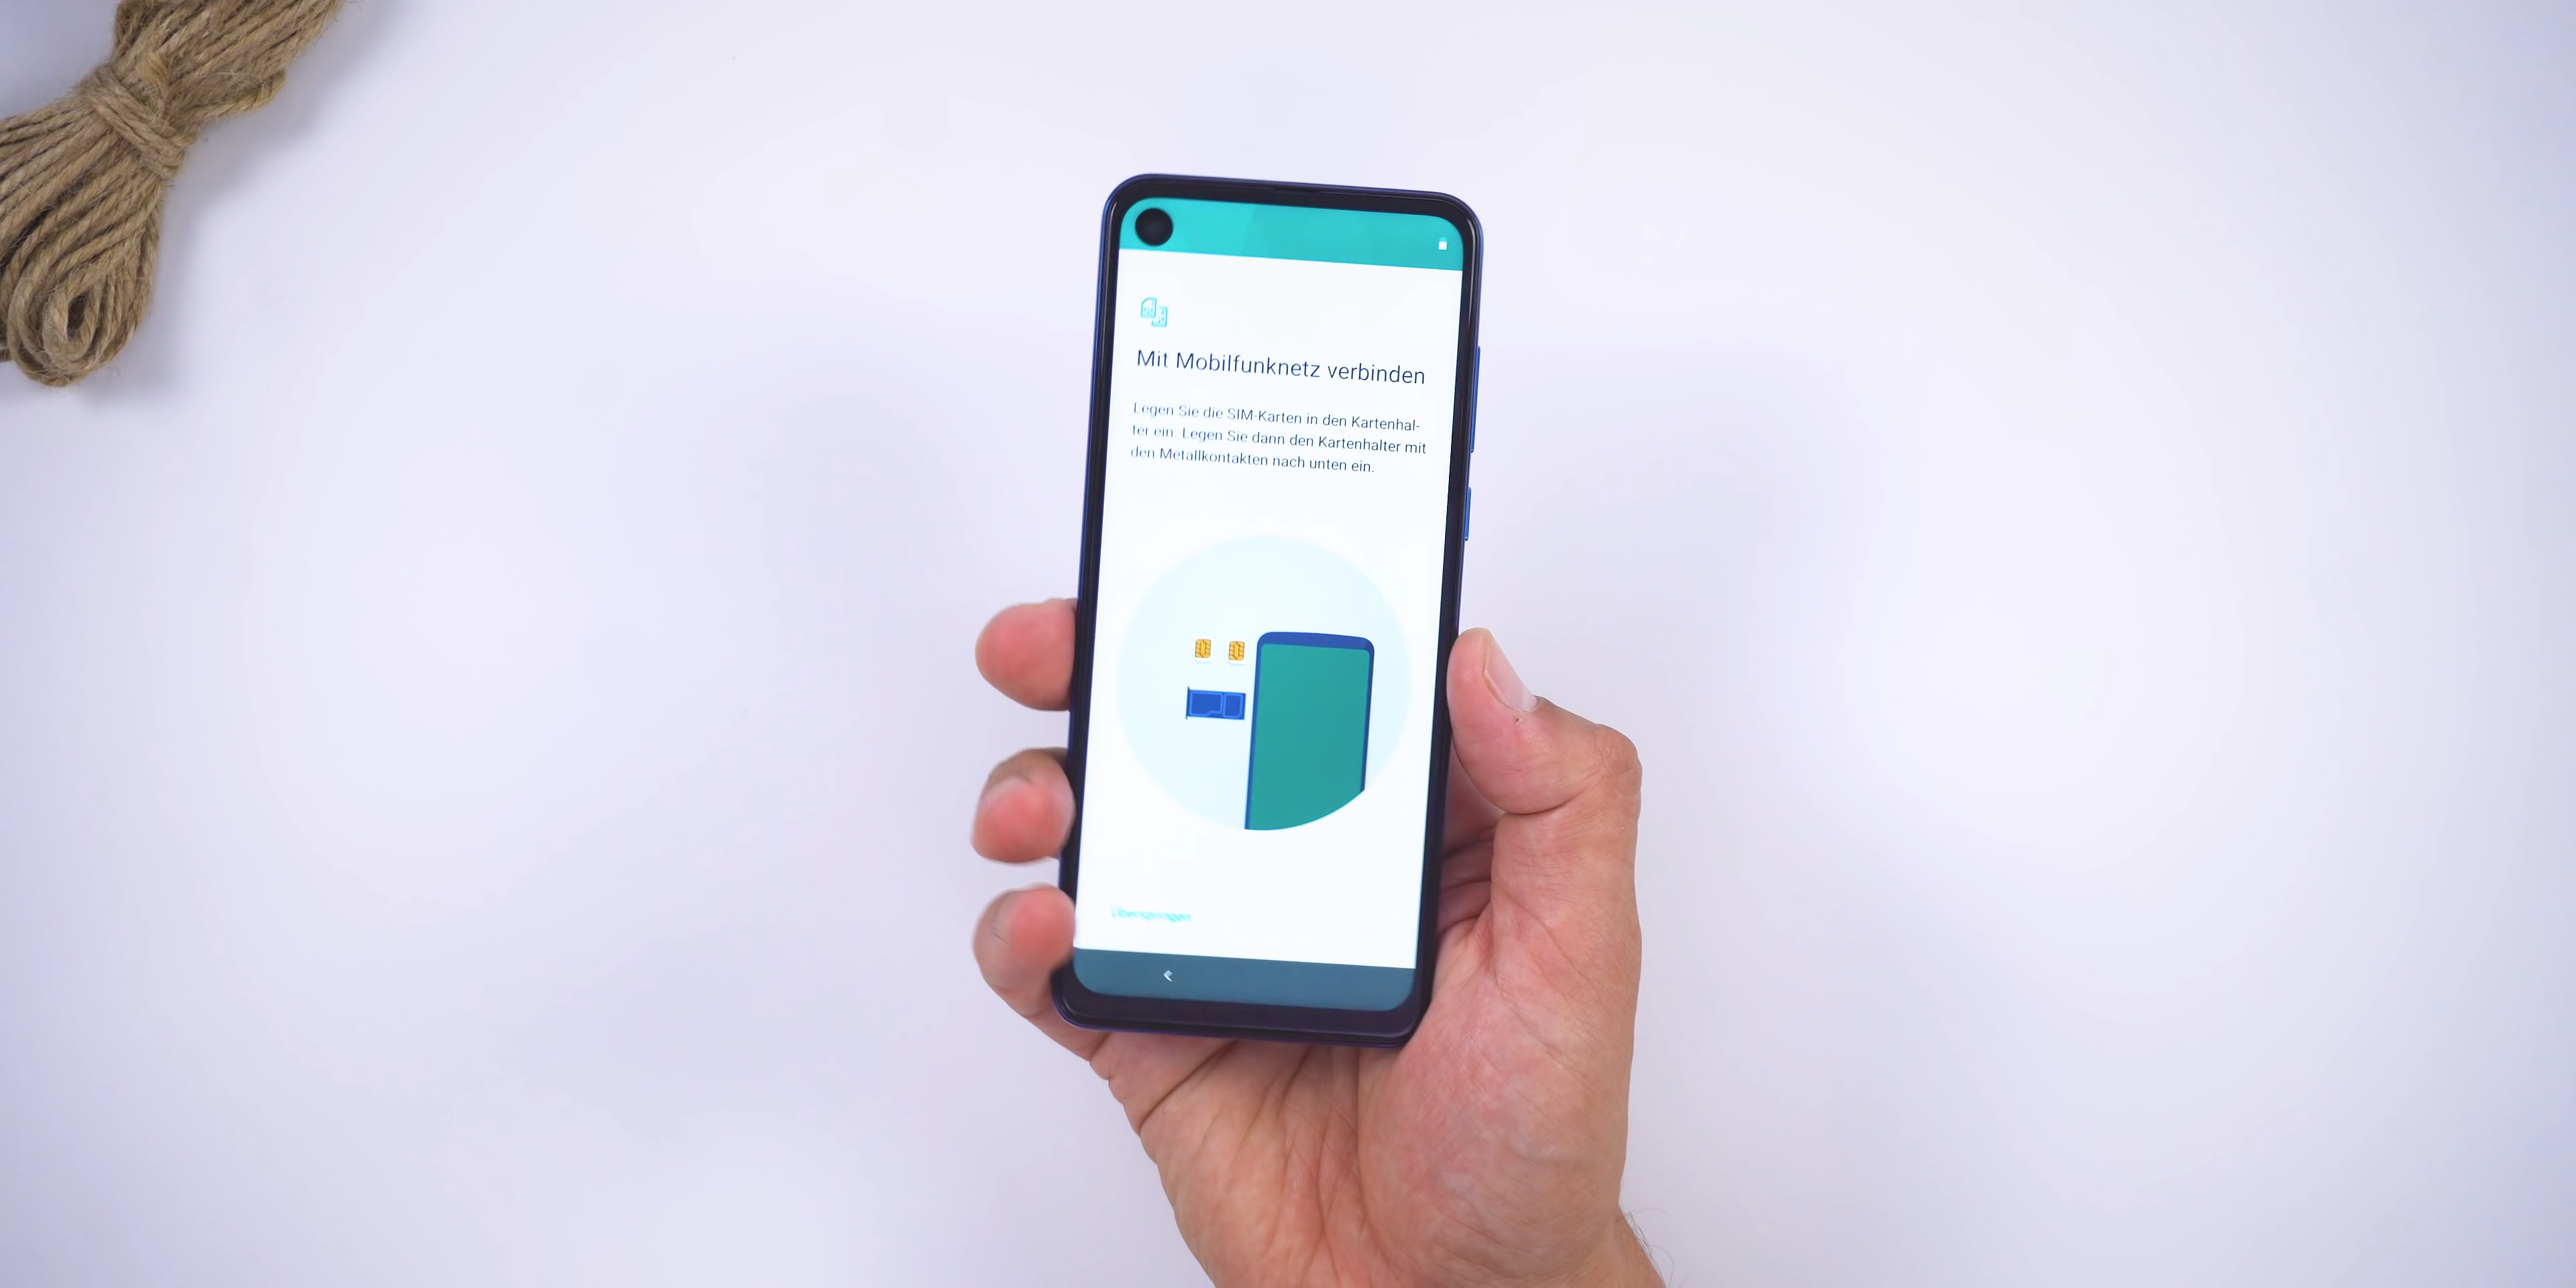 Mit Mobilfunknetz verbinden
Legen Sie die SIM-Karten in den Kartenhal-
ter ein. Legen Sie dann den Kartenhalter mit
den Metallkontakten nach unten ein.
Überspringen